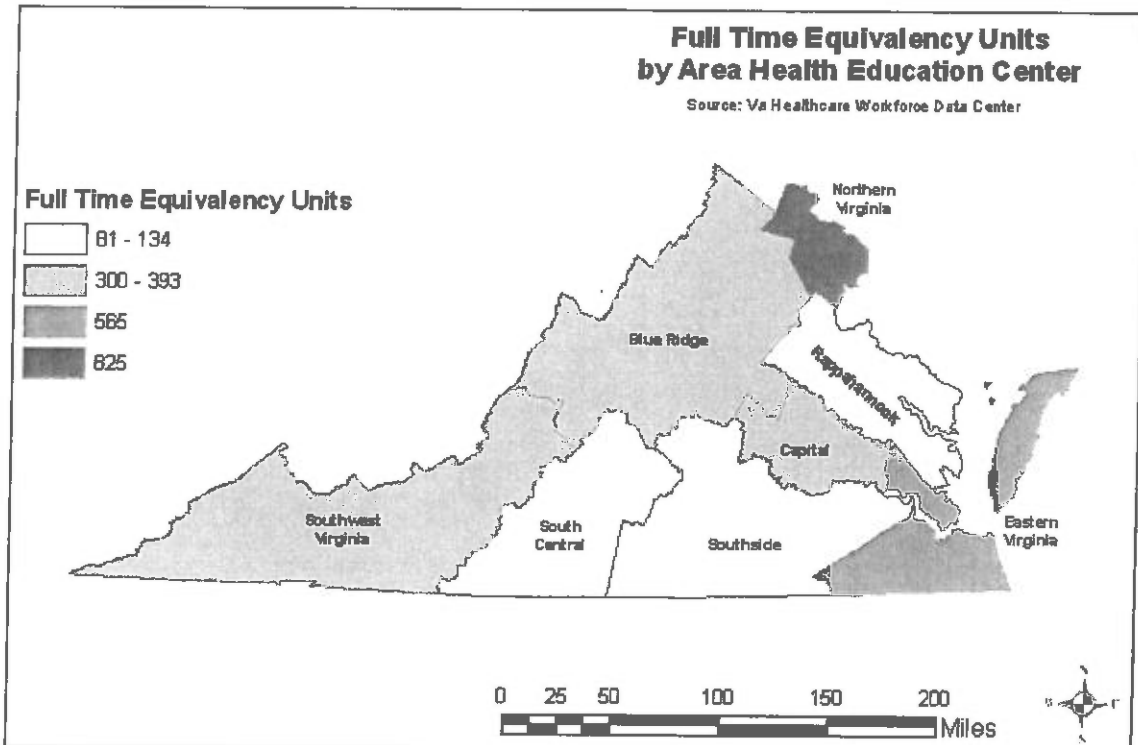 Full Time Equivalency Units
by Area Health Education Center
Source: Va Healthcare Workforce Data Center
Full Time Equivalency Units
81 - 134
300 - 393
565
825
Northern
Virginia
Blue Ridge
Rappahannock
Capital
Southwest
Virginia
South
Central
Southside
Eastern
Virginia
0 25 50 100 150 200
Miles